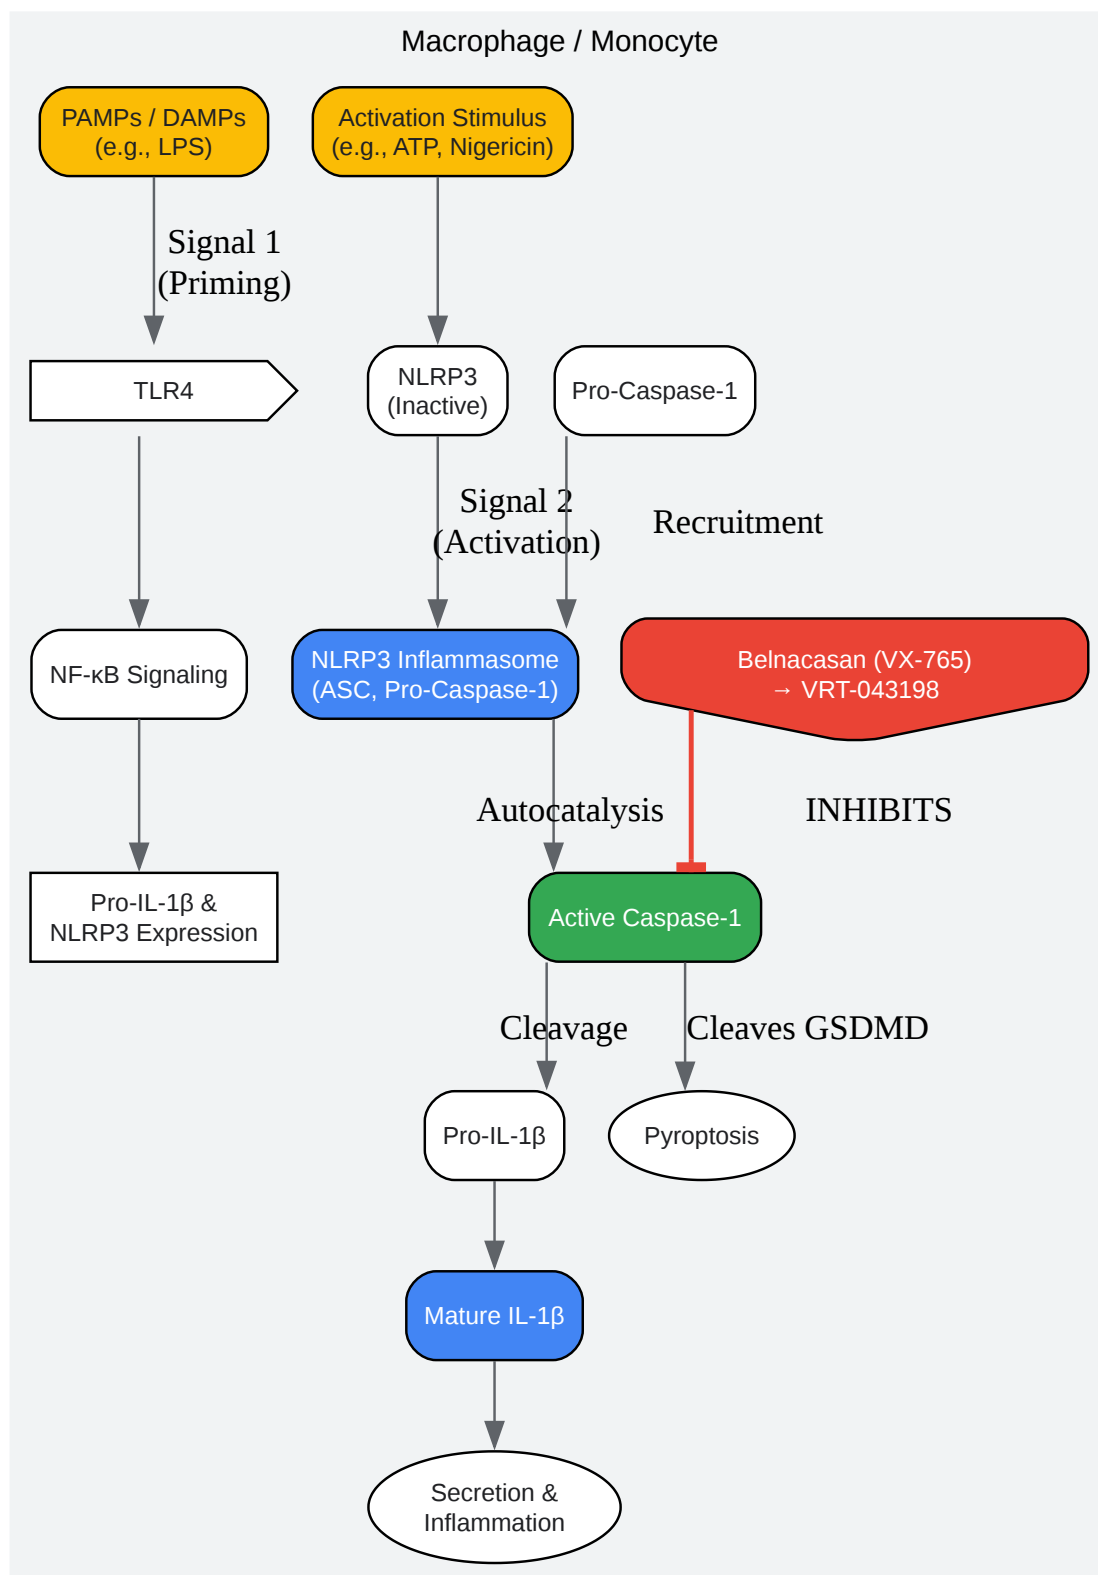 Macrophage / Monocyte
PAMPs / DAMPs
(e.g., LPS)
Activation Stimulus
(e.g., ATP, Nigericin)
Signal 1
(Priming)
TLR4
NLRP3
(Inactive)
Pro-Caspase-1
Signal 2
(Activation)
Recruitment
NF-κB Signaling
NLRP3 Inflammasome
(ASC, Pro-Caspase-1)
Belnacasan (VX-765)
→ VRT-043198
Autocatalysis
INHIBITS
Pro-IL-1β &
NLRP3 Expression
Active Caspase-1
Cleavage
Cleaves GSDMD
Pro-IL-1β
Pyroptosis
Mature IL-1β
Secretion &
Inflammation